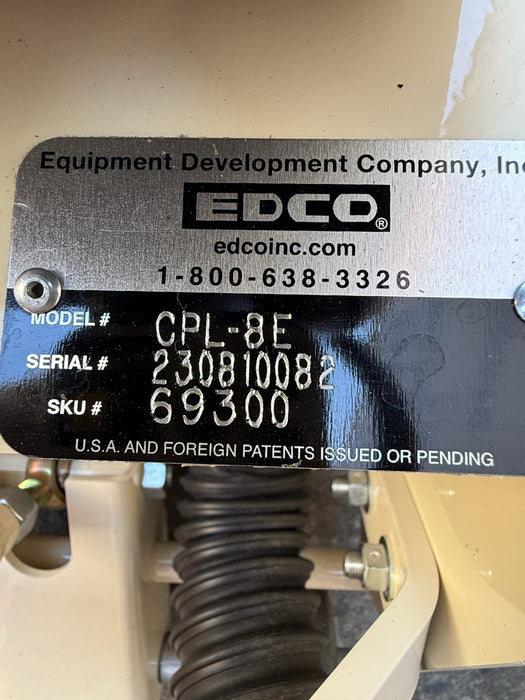 Equipment Development Company, Inc
EDCO®
edcoinc.com
1-800-638-3326
MODEL # CPL-8E
SERIAL # 230810082
SKU # 69300
U.S.A. AND FOREIGN PATENTS ISSUED OR PENDING